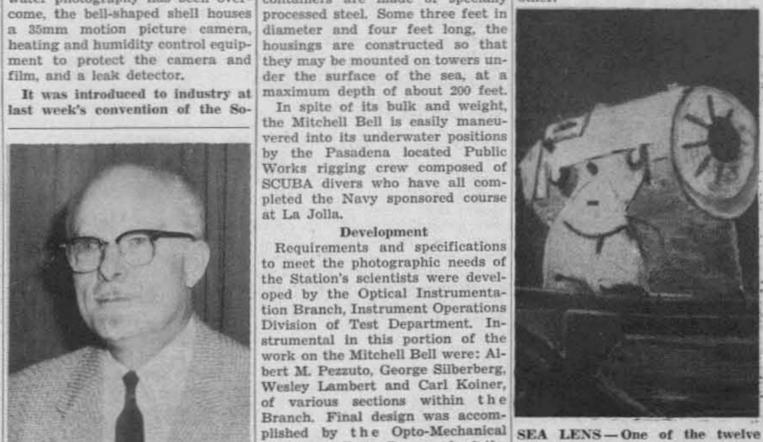 water photography has been over-
come, the bell-shaped shell houses
a 35mm motion picture camera,
heating and humidity control equip-
ment to protect the camera and
film, and a leak detector.
It was introduced to industry at
last week's convention of the So-
containers are made of specially
processed steel. Some three feet in
diameter and four feet long, the
housings are constructed so that
they may be mounted on towers un-
der the surface of the sea, at a
maximum depth of about 200 feet.
In spite of its bulk and weight,
the Mitchell Bell is easily maneu-
vered into its underwater positions
by the Pasadena located Public
Works rigging crew composed of
SCUBA divers who have all com-
pleted the Navy sponsored course
at La Jolla.
Development
Requirements and specifications
to meet the photographic needs of
the Station's scientists were devel-
oped by the Optical Instrumenta-
tion Branch, Instrument Operations
Division of Test Department. In-
strumental in this portion of the
work on the Mitchell Bell were: Al-
bert M. Pezzuto, George Silberberg,
Wesley Lambert and Carl Koiner,
of various sections within the
Branch. Final design was accom-
plished by the Opto-Mechanical
SEA LENS—One of the twelve